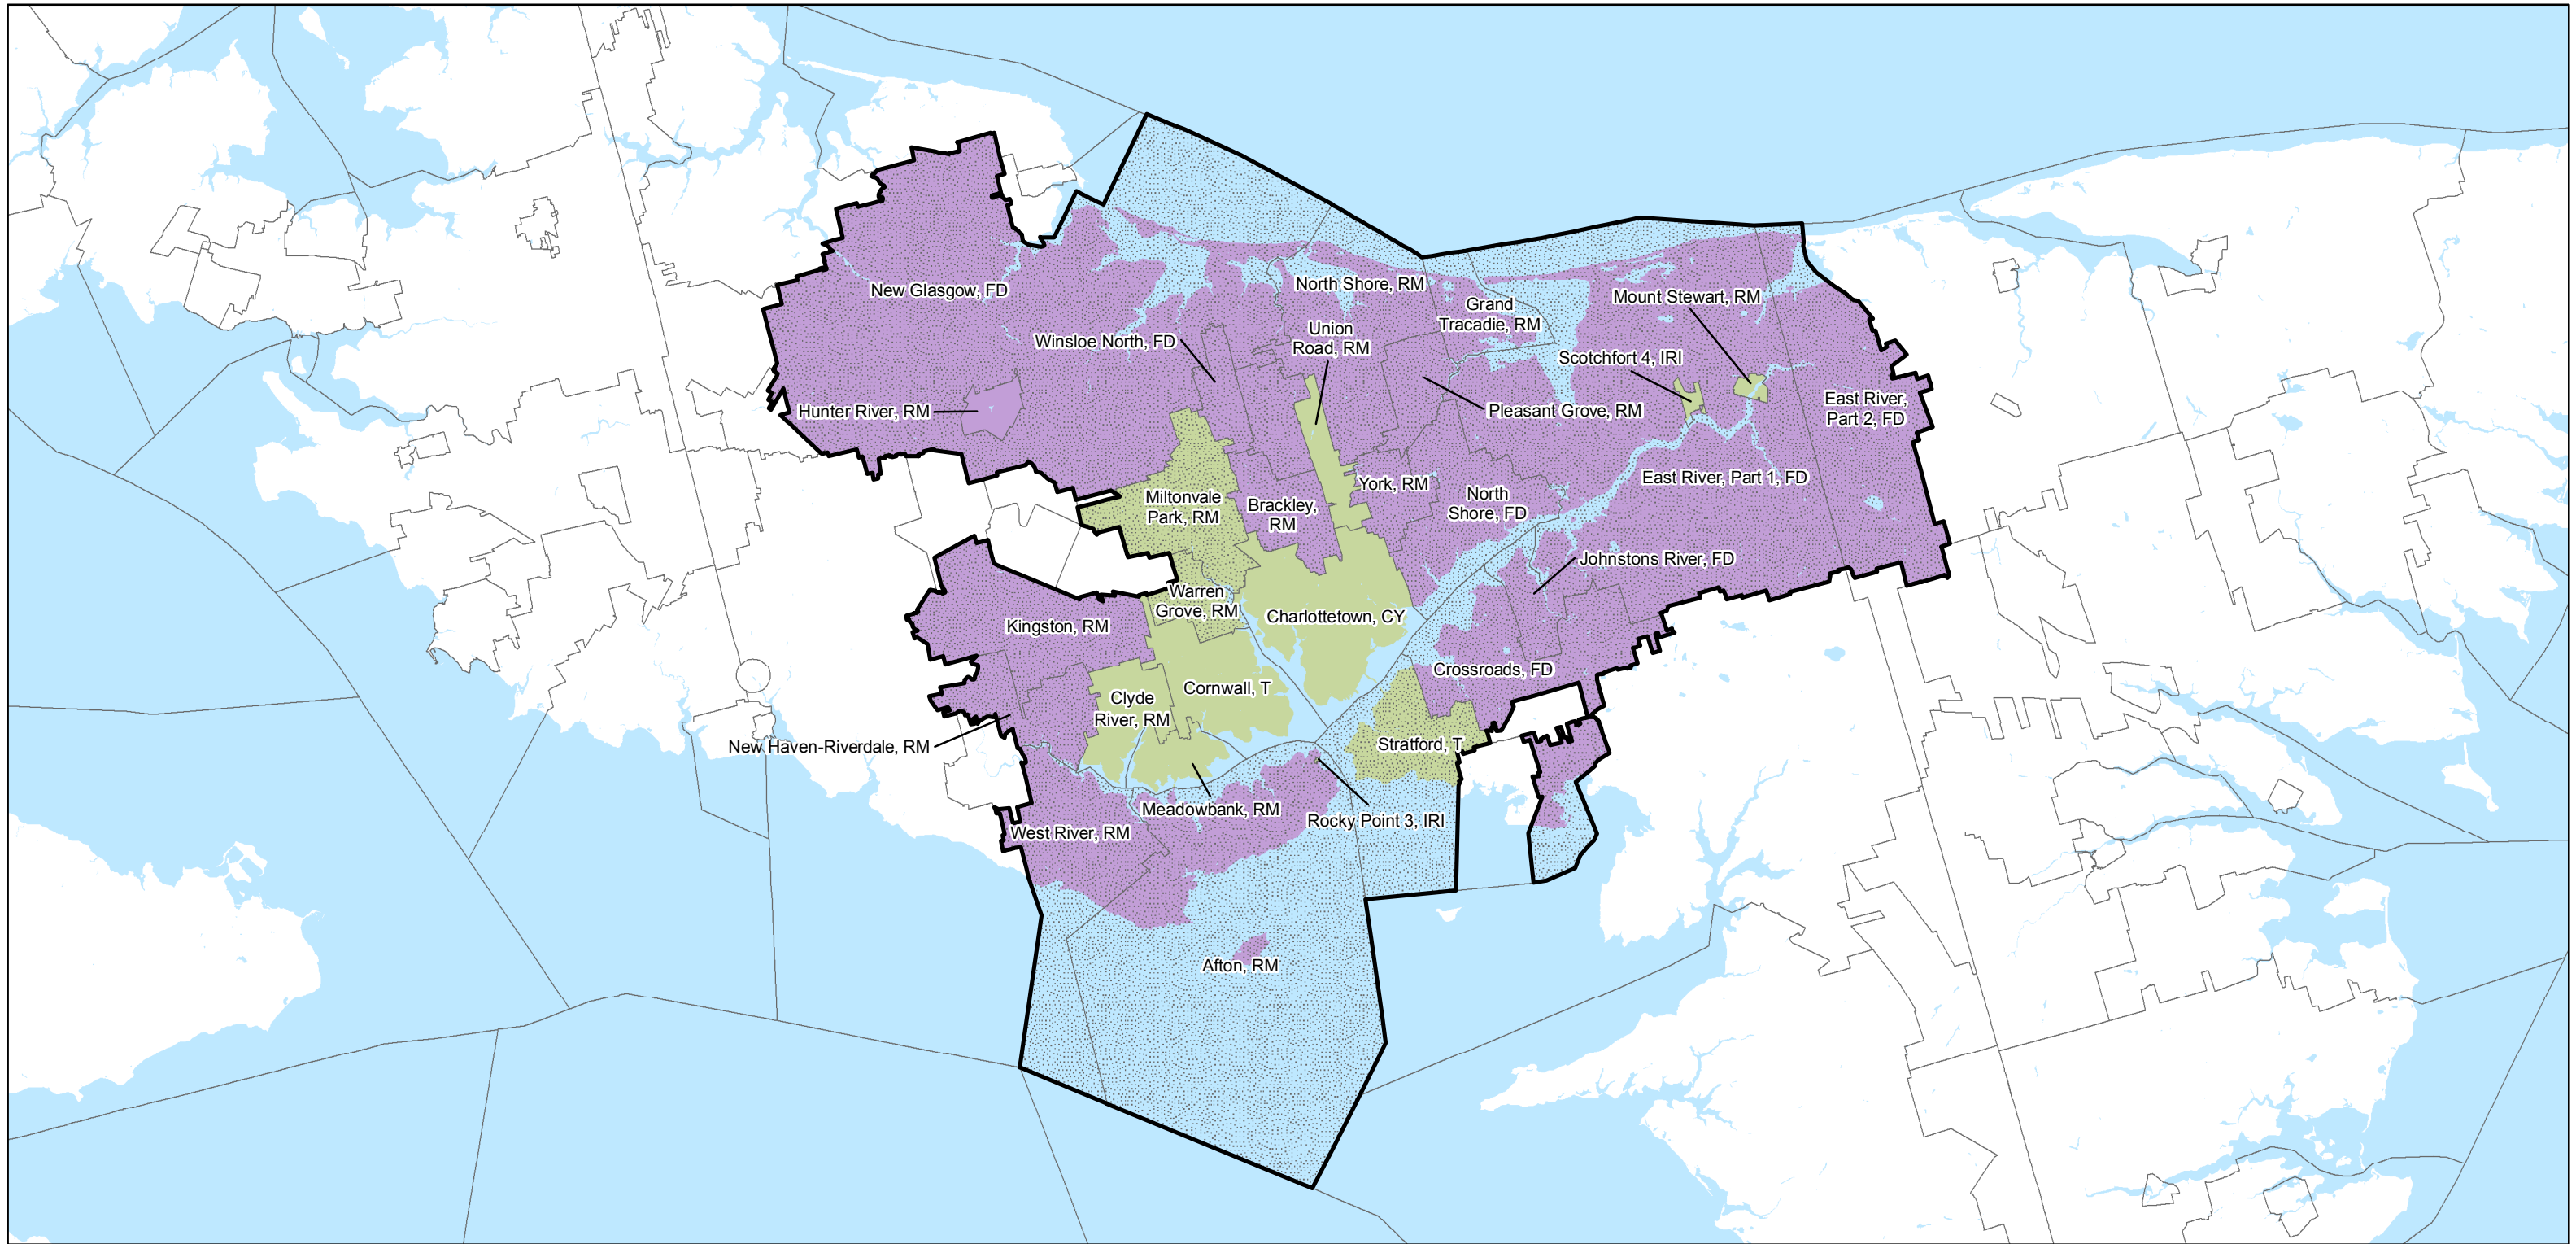 New Glasgow, FD
North Shore, RM
Mount Stewart, RM
Grand
Tracadie, RM
Union
Road, RM
Winsloe North, FD
Scotchfort 4, IRI
Hunter River, RM
Pleasant Grove, RM
East River,
Part 2, FD
East River, Part 1, FD
York, RM
Miltonvale
Park, RM
Brackley,
RM
North
Shore, FD
Johnstons River, FD
Warren
Grove, RM
Charlottetown, CY
Kingston, RM
Crossroads, FD
Cornwall, T
Clyde
River, RM
New Haven-Riverdale, RM
Stratford, T
Meadowbank, RM
Rocky Point 3, IRI
West River, RM
Afton, RM